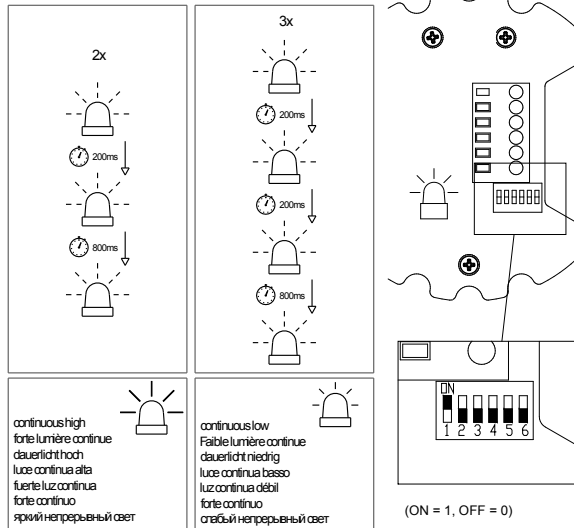 2x
200ms
800ms
3x
200ms
200ms
800ms
continuous high
forte lumière continue
dauerlicht hoch
luce continua alta
fuerte luz continua
forte contínuo
яркий непрерывный свет
continuous low
Faible lumière continue
dauerlicht niedrig
luce continua basso
luz continua débil
forte contínuo
слабый непрерывный свет
ON
1 2 3 4 5 6
(ON = 1, OFF = 0)